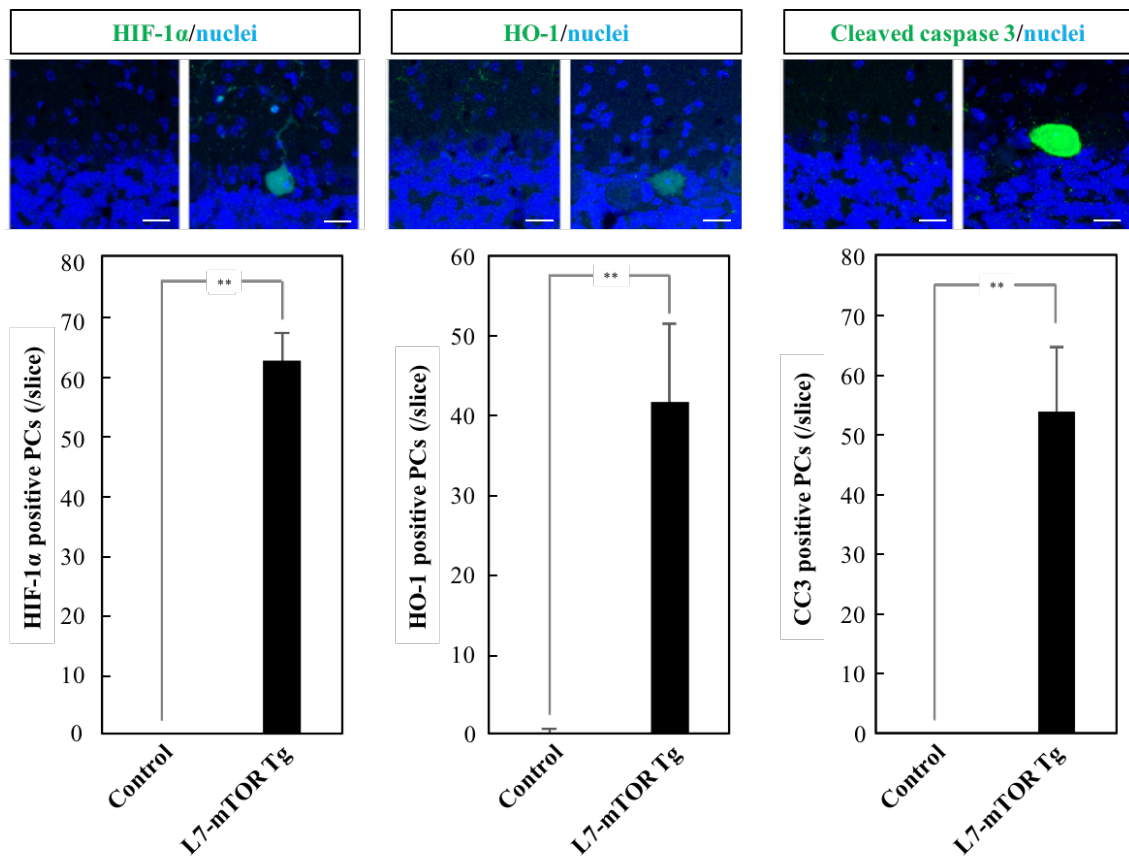 HIF-1α/nuclei
HO-1/nuclei
Cleaved caspase 3/nuclei
HIF-1α positive PCs (/slice)
80
70
60
50
40
30
20
10
0
**
Control
L7-mTOR Tg
HO-1 positive PCs (/slice)
60
50
40
30
20
10
0
**
Control
L7-mTOR Tg
CC3 positive PCs (/slice)
80
70
60
50
40
30
20
10
0
**
Control
L7-mTOR Tg